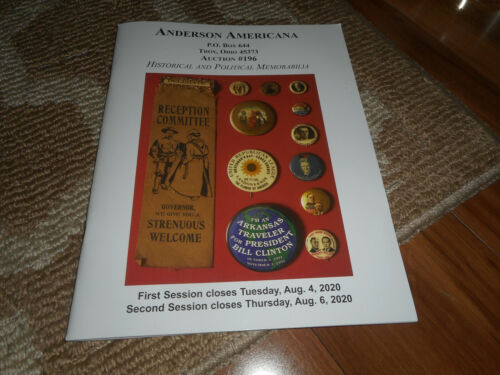 ANDERSON AMERICANA
P.O. BOX 644
TROY, OHIO 45373
AUCTION #196
HISTORICAL AND POLITICAL MEMORABILIA
RECEPTION
COMMITTEE
GOVERNOR,
WE GIVE YOU A
STRENUOUS
WELCOME
I'M AN
ARKANSAS
TRAVELER
FOR PRESIDENT
BILL CLINTON
First Session closes Tuesday, Aug. 4, 2020
Second Session closes Thursday, Aug. 6, 2020